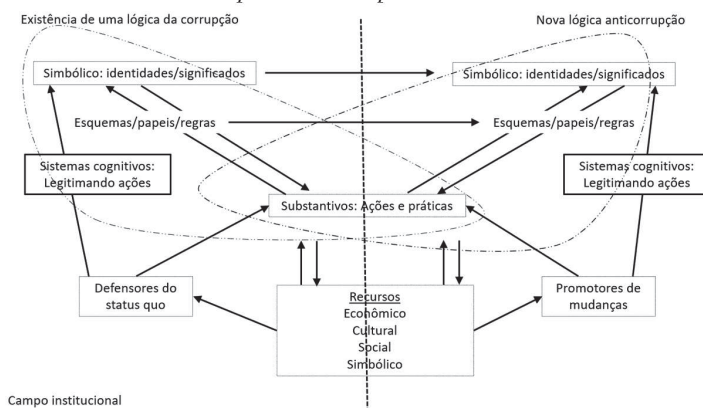 Existência de uma lógica da corrupção
Nova lógica anticorrupção
Simbólico: identidades/significados
Simbólico: identidades/significados
Esquemas/papeis/regras
Esquemas/papeis/regras
Sistemas cognitivos:
Legitimando ações
Sistemas cognitivos:
Legitimando ações
Substantivos: Ações e práticas
Defensores do
status quo
Recursos
Econômico
Cultural
Social
Simbólico
Promotores de
mudanças
Campo institucional